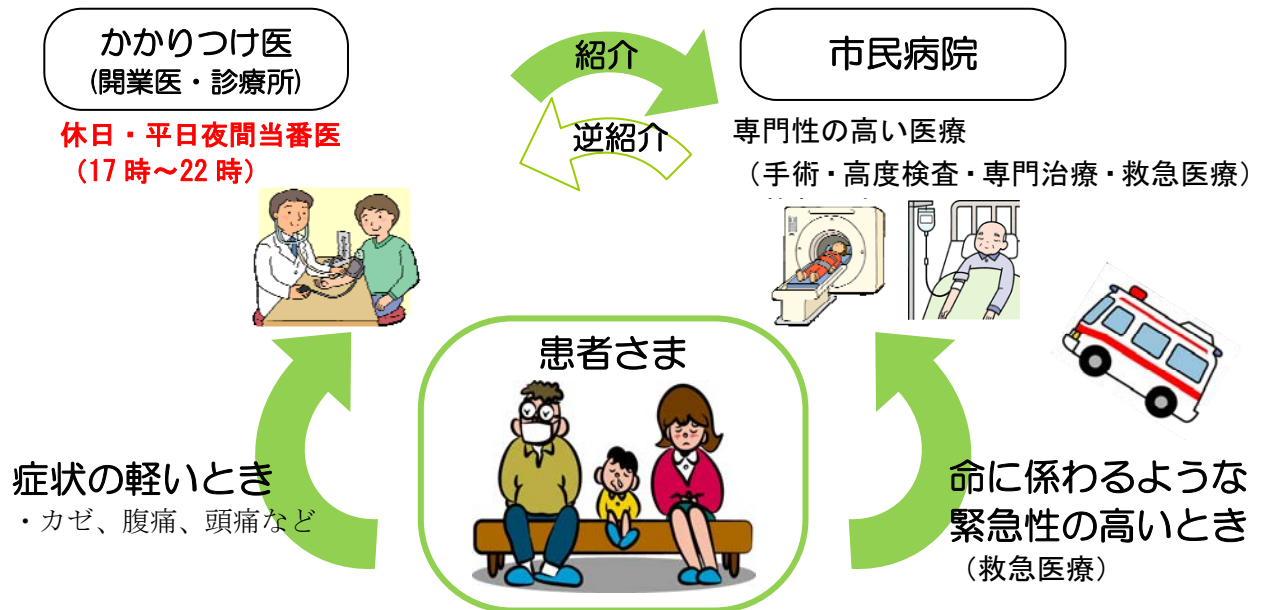 かかりつけ医
(開業医・診療所)
休日・平日夜間当番医
（17時～22時）
紹介
逆紹介
市民病院
専門性の高い医療
（手術・高度検査・専門治療・救急医療）
患者さま
症状の軽いとき
・カゼ、腹痛、頭痛など
命に係わるような
緊急性の高いとき
（救急医療）